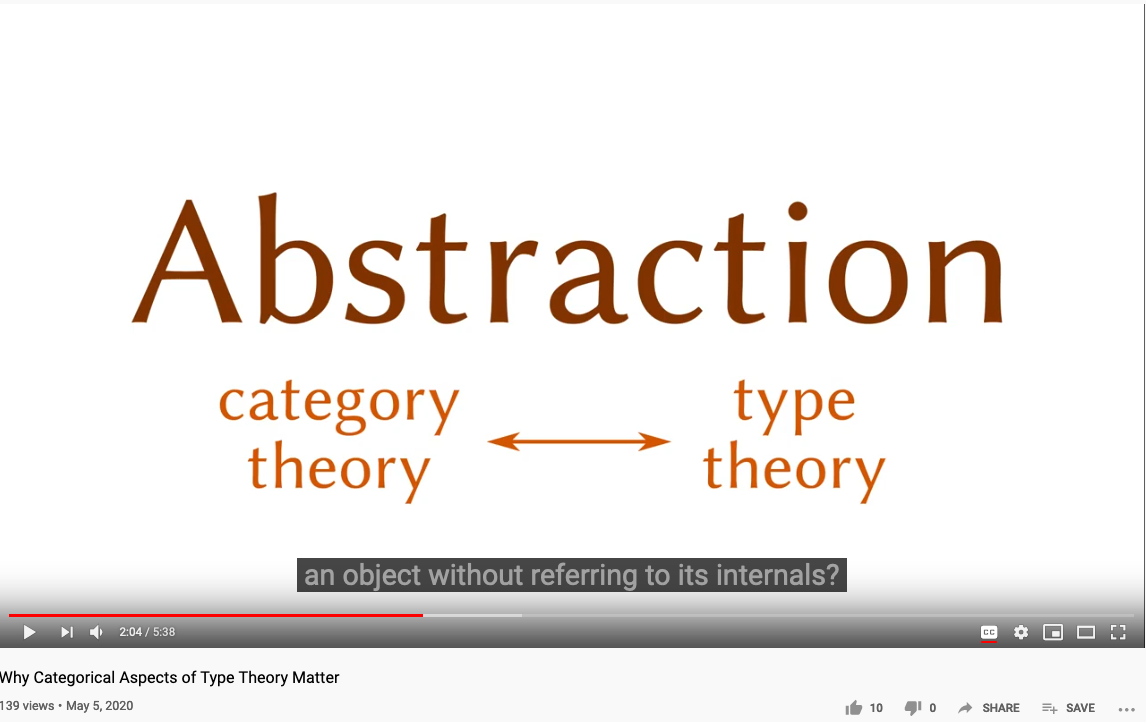 Abstraction
category
theory
type
theory
an object without referring to its internals?
2:04 / 5:38
CC
Why Categorical Aspects of Type Theory Matter
139 views • May 5, 2020
10
0
SHARE
SAVE